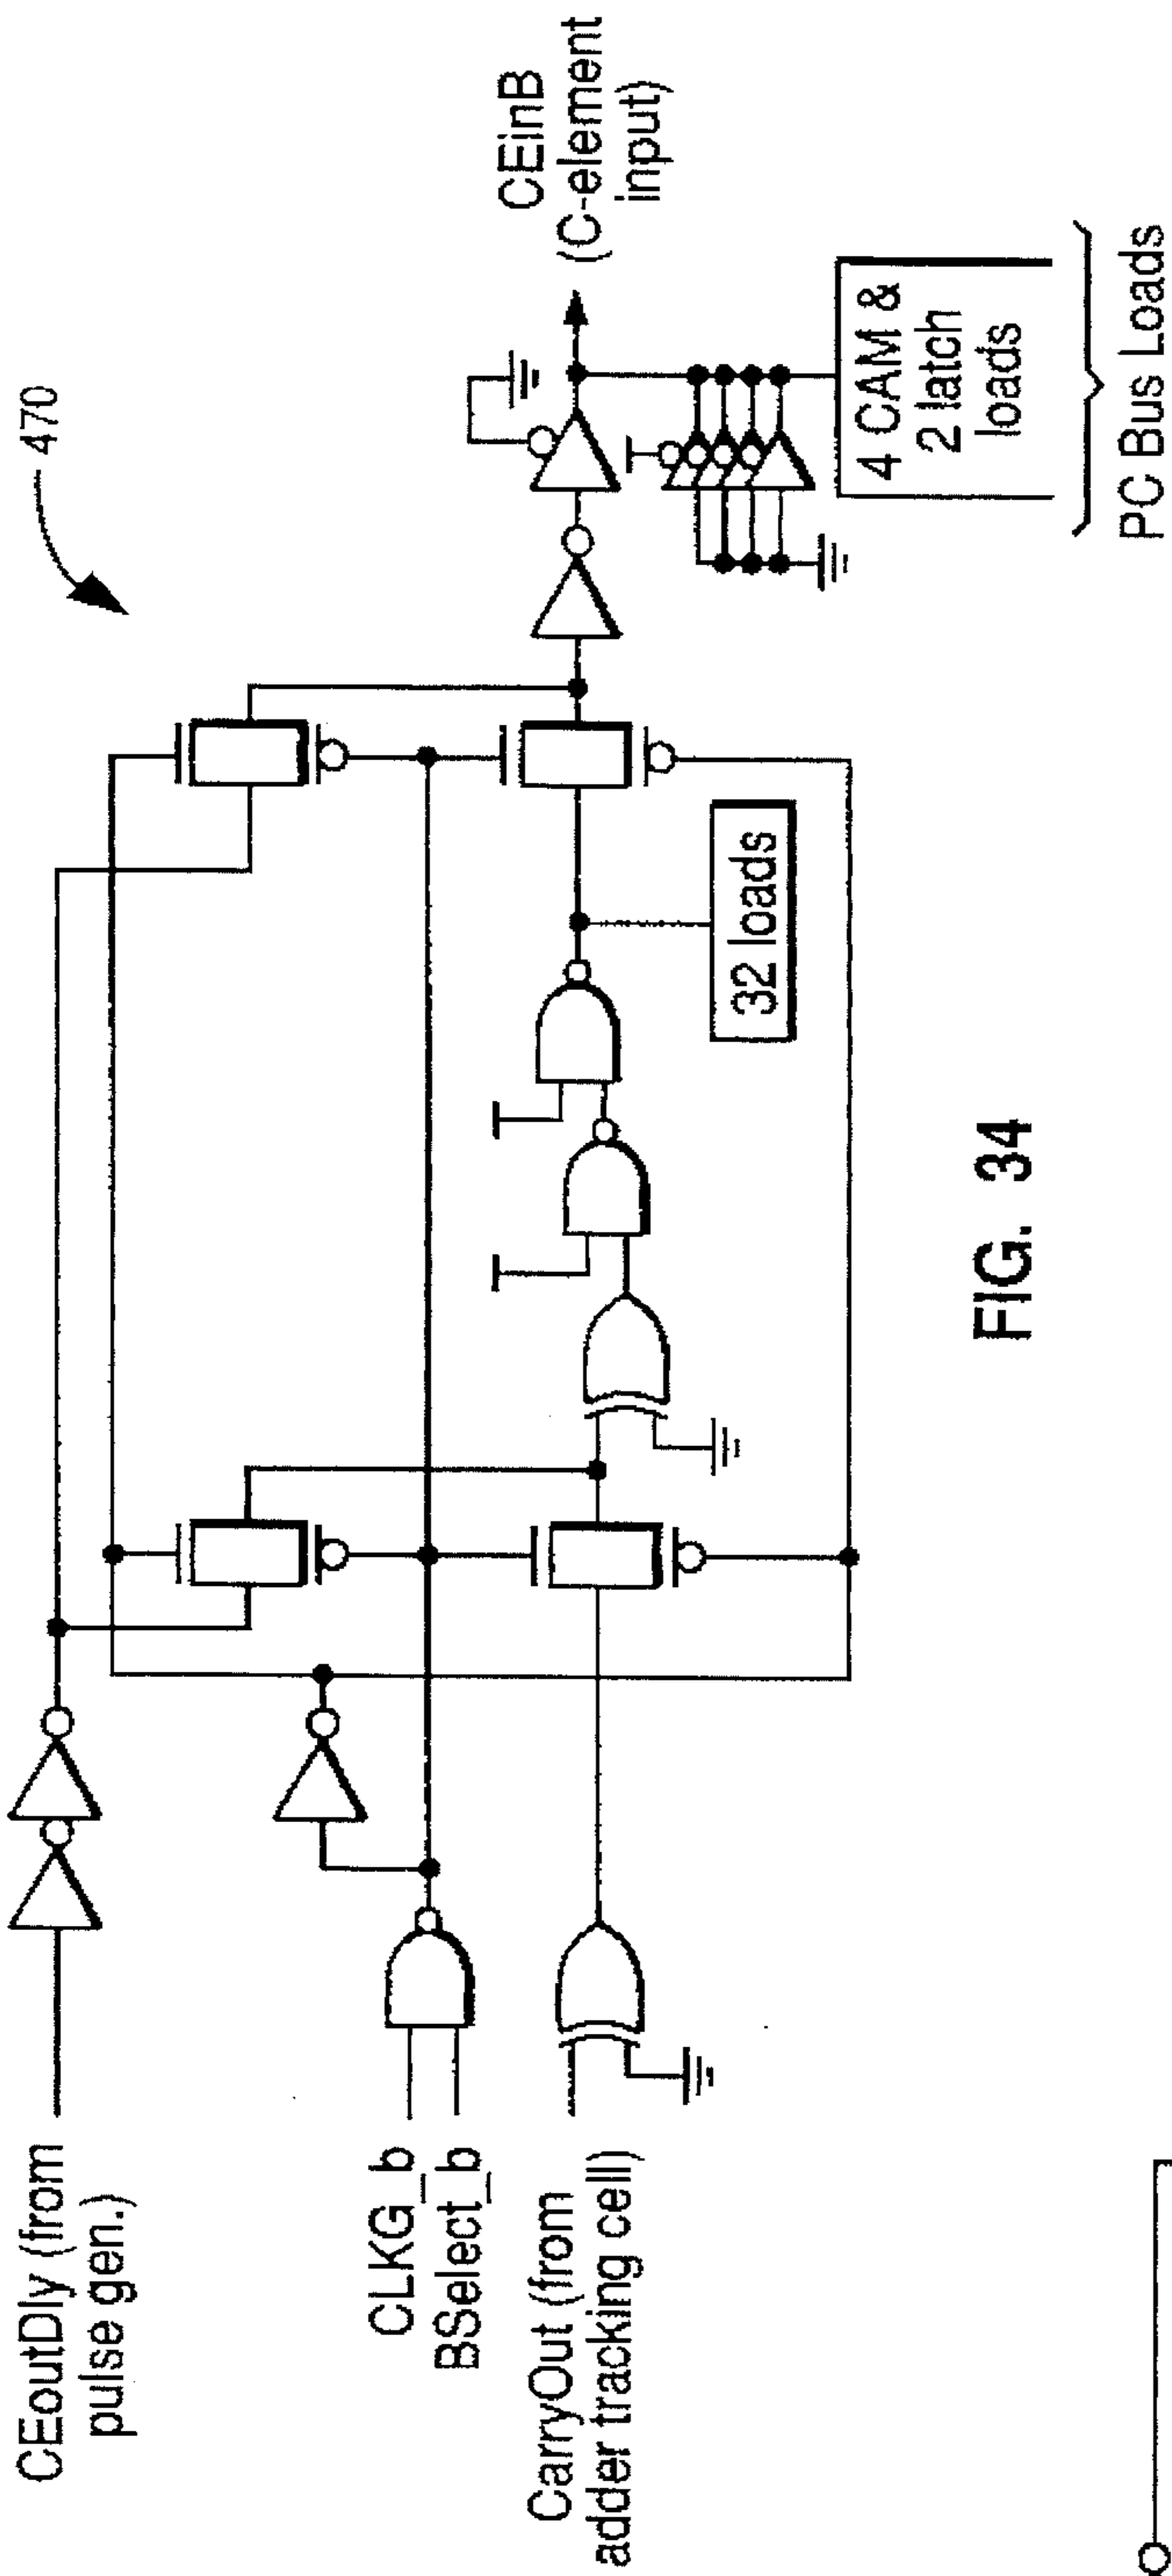 470
CEoutDly (from
pulse gen.)
CLKG_b
BSelect_b
CarryOut (from
adder tracking cell)
32 loads
CEinB
(C-element
input)
4 CAM &
2 latch
loads
PC Bus Loads
FIG. 34